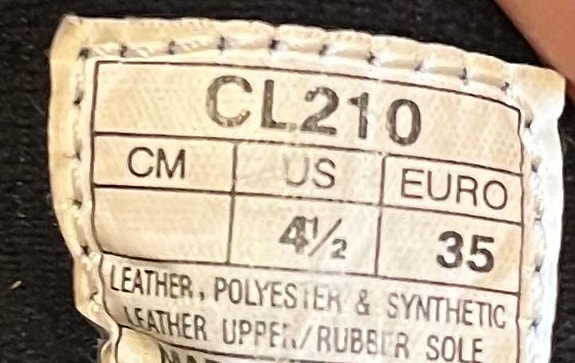 CL210
CM US EURO
4½ 35
LEATHER, POLYESTER & SYNTHETIC
LEATHER UPPER/RUBBER SOLE